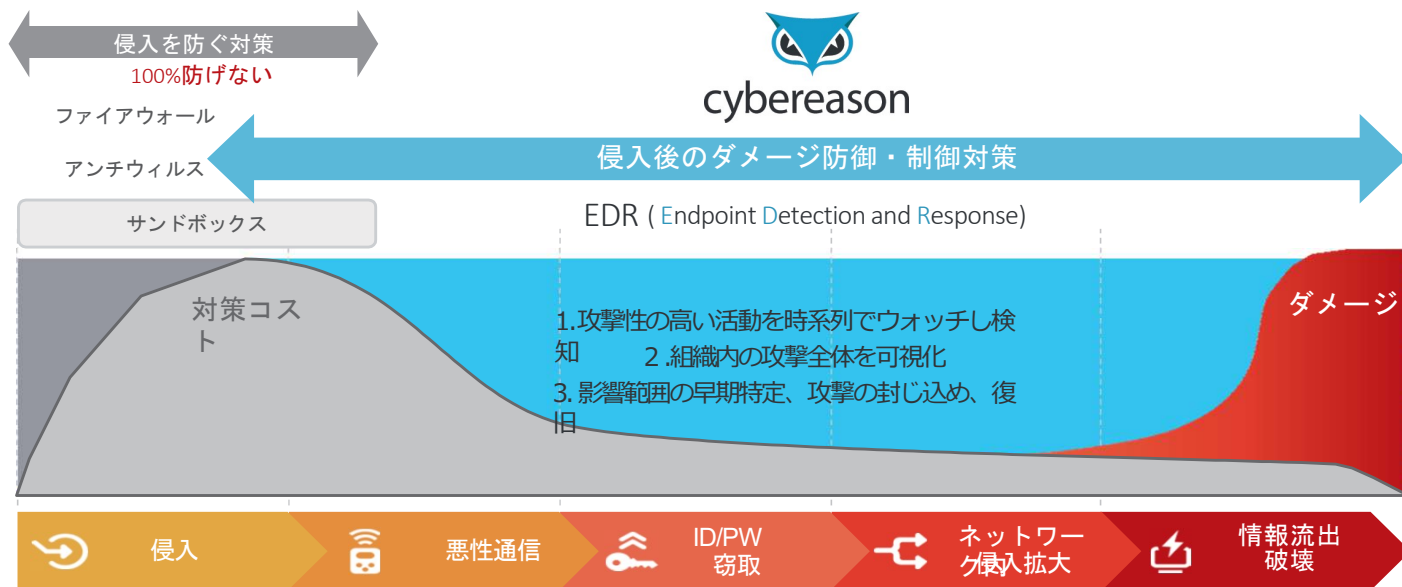 侵入を防ぐ対策
100%防げない
ファイアウォール
アンチウィルス
サンドボックス
cybereason
侵入後のダメージ防御・制御対策
EDR ( Endpoint Detection and Response)
対策コス
ト
1.攻撃性の高い活動を時系列でウォッチし検
知
2 .組織内の攻撃全体を可視化
3. 影響範囲の早期特定、攻撃の封じ込め、復
旧
ダメージ
侵入
悪性通信
ID/PW
窃取
ネットワー
ク内
侵入拡大
情報流出
破壊